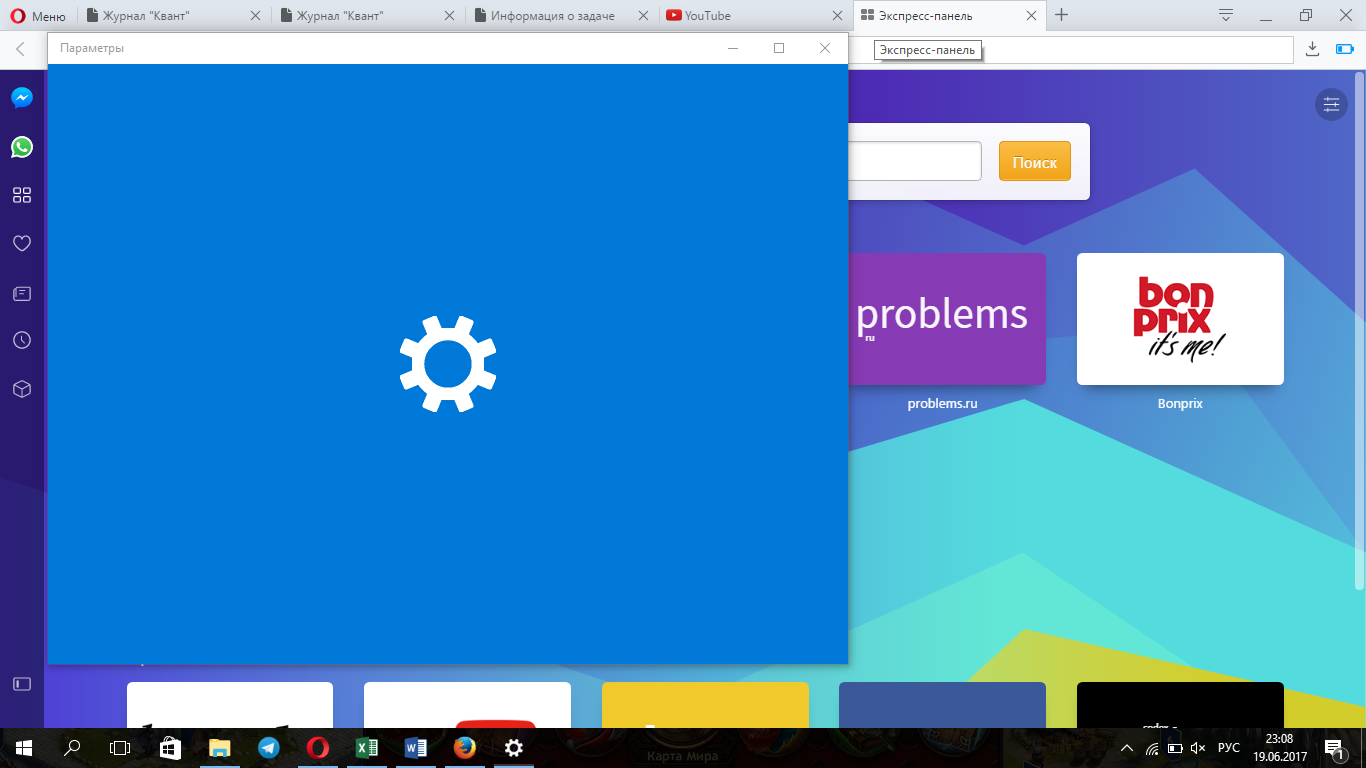 Меню
Журнал "Квант"
Журнал "Квант"
Информация о задаче
YouTube
Экспресс-панель
Параметры
Экспресс-панель
Поиск
problems
ru
bon
prix
it's me!
problems.ru
Bonprix
Карта Мира
РУС
23:08
19.06.2017
1